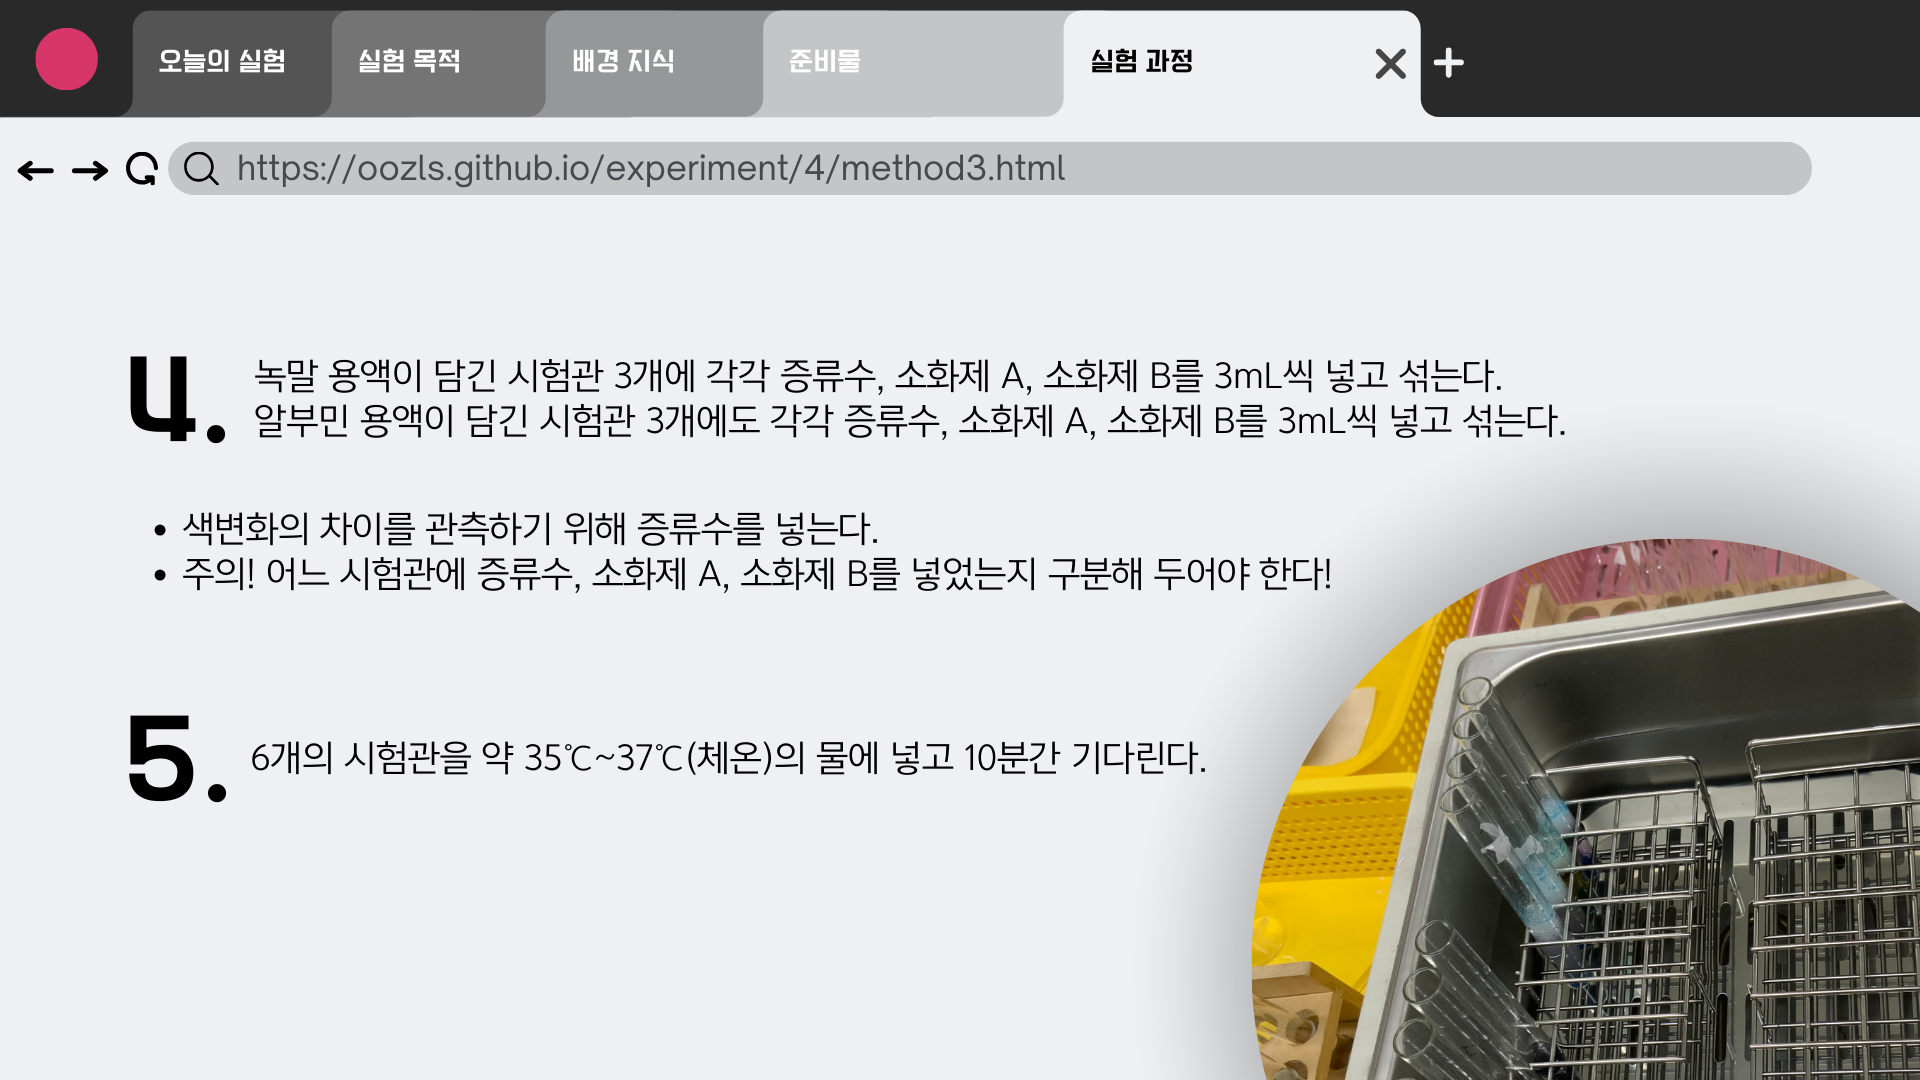 오늘의 실험
실험 목적
배경 지식
준비물
실험 과정
https://oozls.github.io/experiment/4/method3.html
4.
녹말 용액이 담긴 시험관 3개에 각각 증류수, 소화제 A, 소화제 B를 3mL씩 넣고 섞는다.
알부민 용액이 담긴 시험관 3개에도 각각 증류수, 소화제 A, 소화제 B를 3mL씩 넣고 섞는다.
• 색변화의 차이를 관측하기 위해 증류수를 넣는다.
• 주의! 어느 시험관에 증류수, 소화제 A, 소화제 B를 넣었는지 구분해 두어야 한다!
5.
6개의 시험관을 약 35℃~37℃(체온)의 물에 넣고 10분간 기다린다.